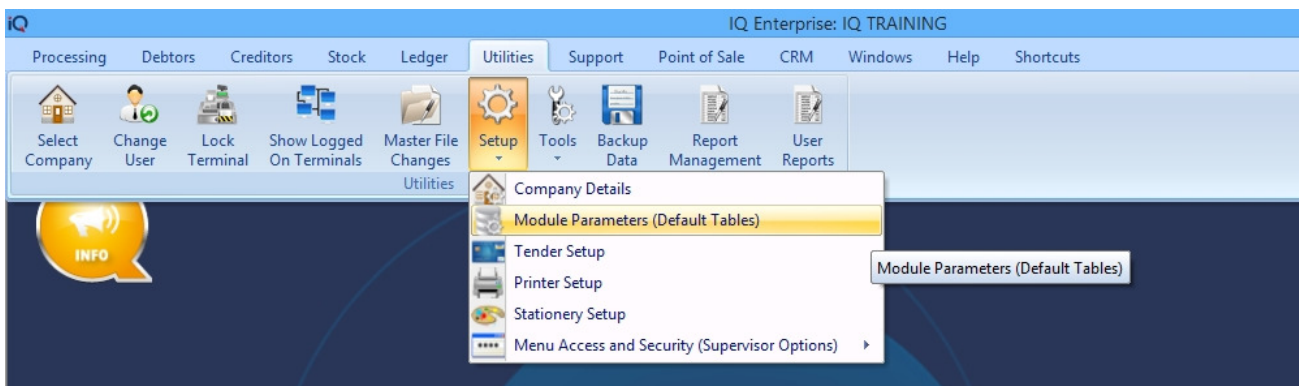 iQ IQ Enterprise: IQ TRAINING
Processing Debtors Creditors Stock Ledger Utilities Support Point of Sale CRM Windows Help Shortcuts
Select Company
Change User
Lock Terminal
Show Logged On Terminals
Master File Changes
Setup
Tools
Backup Data
Report Management
User Reports
Utilities
Company Details
Module Parameters (Default Tables)
Tender Setup
Printer Setup
Stationery Setup
Menu Access and Security (Supervisor Options)
Module Parameters (Default Tables)
INFO